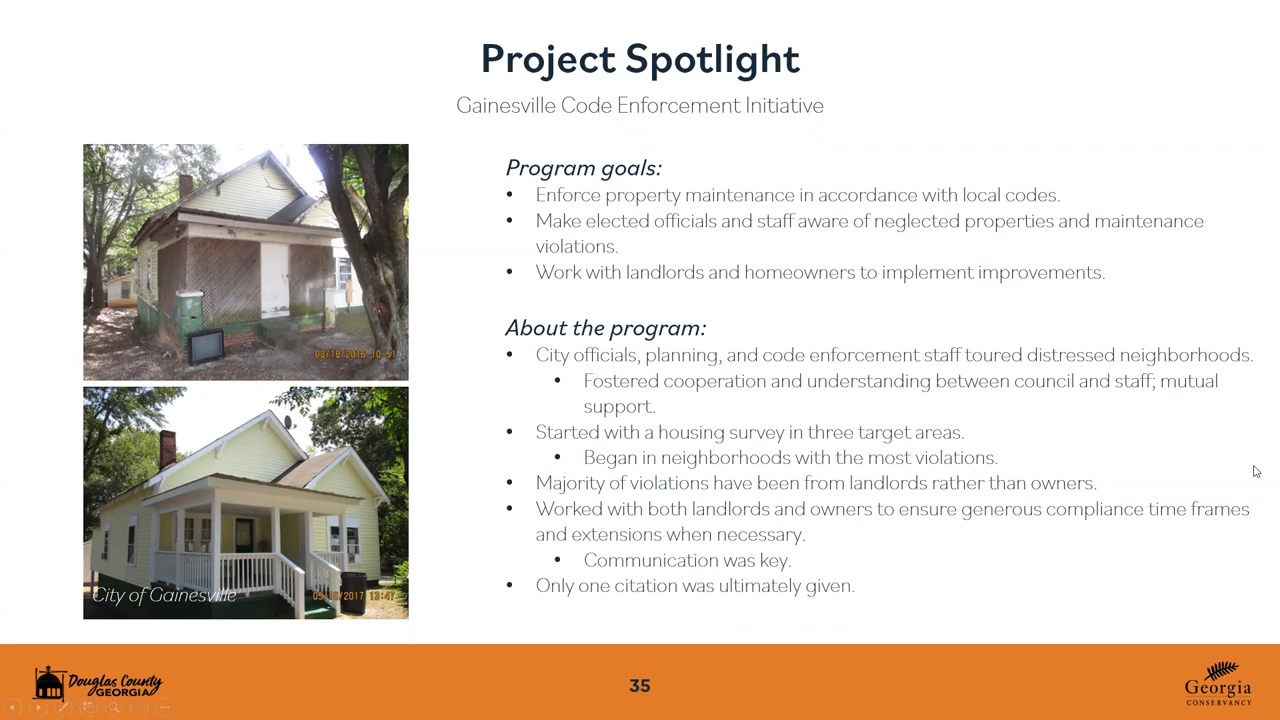 Project Spotlight
Gainesville Code Enforcement Initiative
08/18/2016 10:51
City of Gainesville
2017 13:47
Program goals:
• Enforce property maintenance in accordance with local codes.
• Make elected officials and staff aware of neglected properties and maintenance
violations.
• Work with landlords and homeowners to implement improvements.
About the program:
• City officials, planning, and code enforcement staff toured distressed neighborhoods.
• Fostered cooperation and understanding between council and staff; mutual
support.
• Started with a housing survey in three target areas.
• Began in neighborhoods with the most violations.
• Majority of violations have been from landlords rather than owners.
• Worked with both landlords and owners to ensure generous compliance time frames
and extensions when necessary.
• Communication was key.
• Only one citation was ultimately given.
Douglas County
GEORGIA
35
Georgia
CONSERVANCY